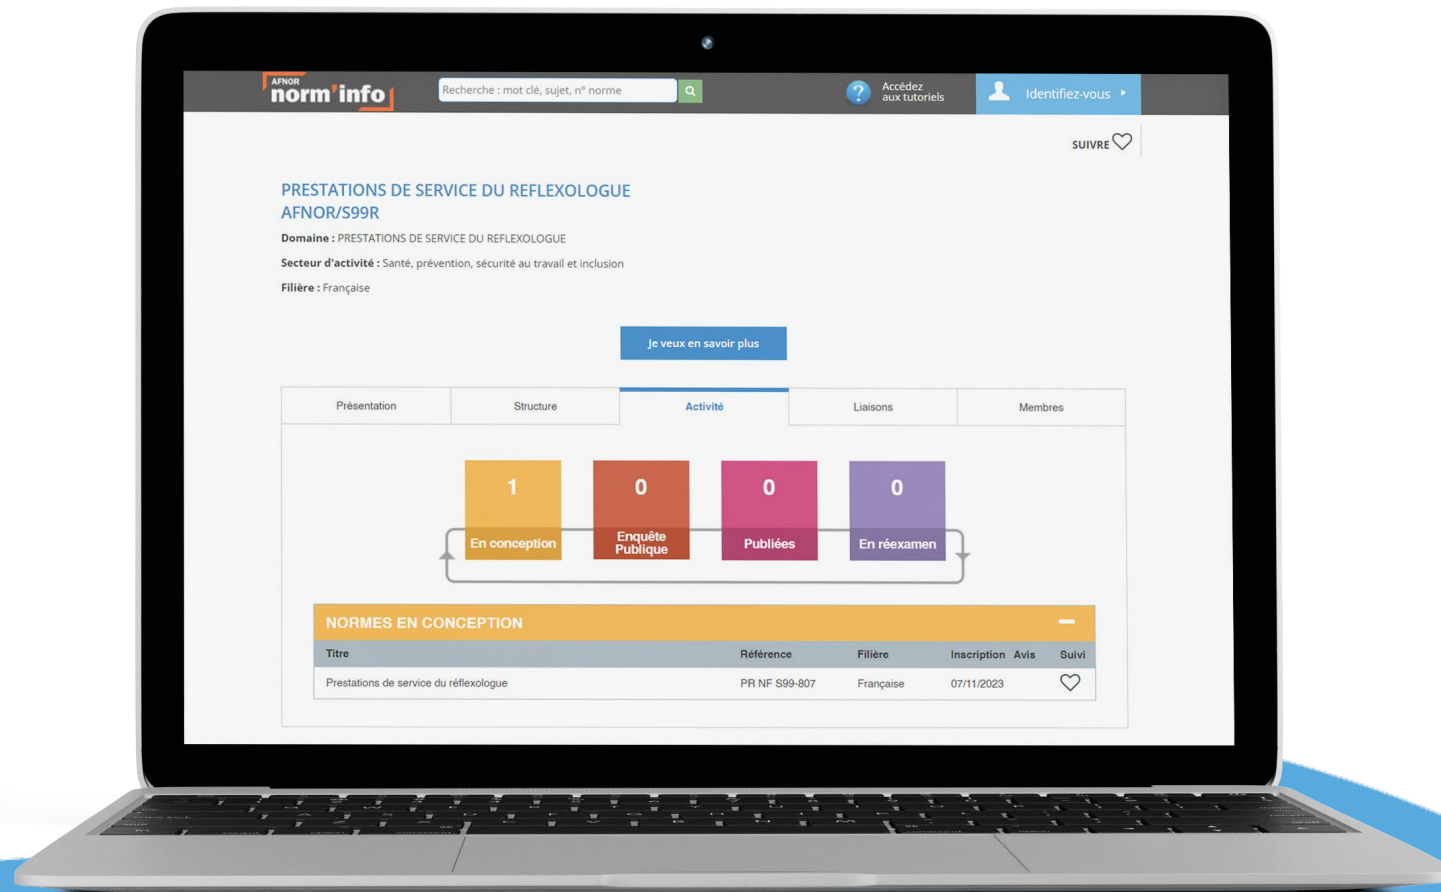 AFNOR
norm'info
Recherche : mot clé, sujet, n° norme
?
Accédez
aux tutoriels
Identifiez-vous
SUIVRE
PRESTATIONS DE SERVICE DU REFLEXOLOGUE
AFNOR/S99R
Domaine : PRESTATIONS DE SERVICE DU REFLEXOLOGUE
Secteur d'activité : Santé, prévention, sécurité au travail et inclusion
Filière : Française
Je veux en savoir plus
Présentation Structure Activité Liaisons Membres
1 0 0 0
En conception Enquête Publique Publiées En réexamen
NORMES EN CONCEPTION
Titre Référence Filière Inscription Avis Suivi
Prestations de service du réflexologue PR NF S99-807 Française 07/11/2023